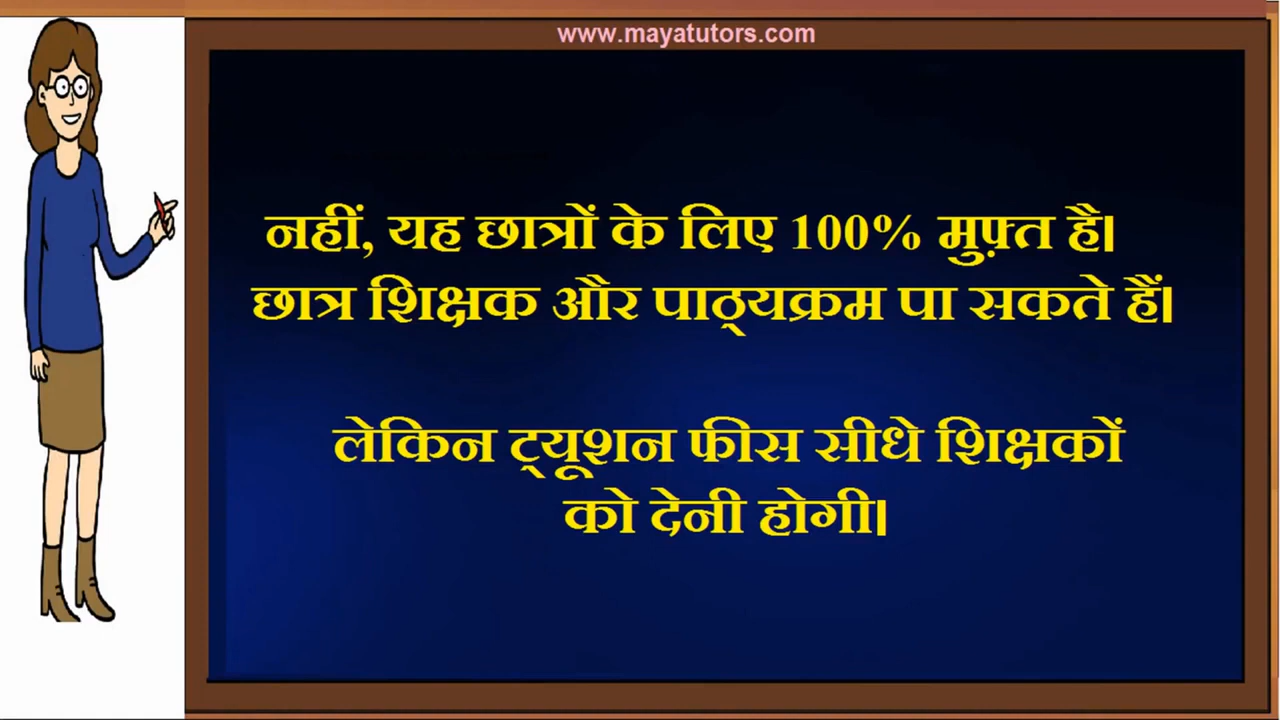 www.mayatutors.com
नहीं, यह छात्रों के लिए 100% मुफ़्त है।
छात्र शिक्षक और पाठ्यक्रम पा सकते हैं।
लेकिन ट्यूशन फीस सीधे शिक्षकों
को देनी होगी।